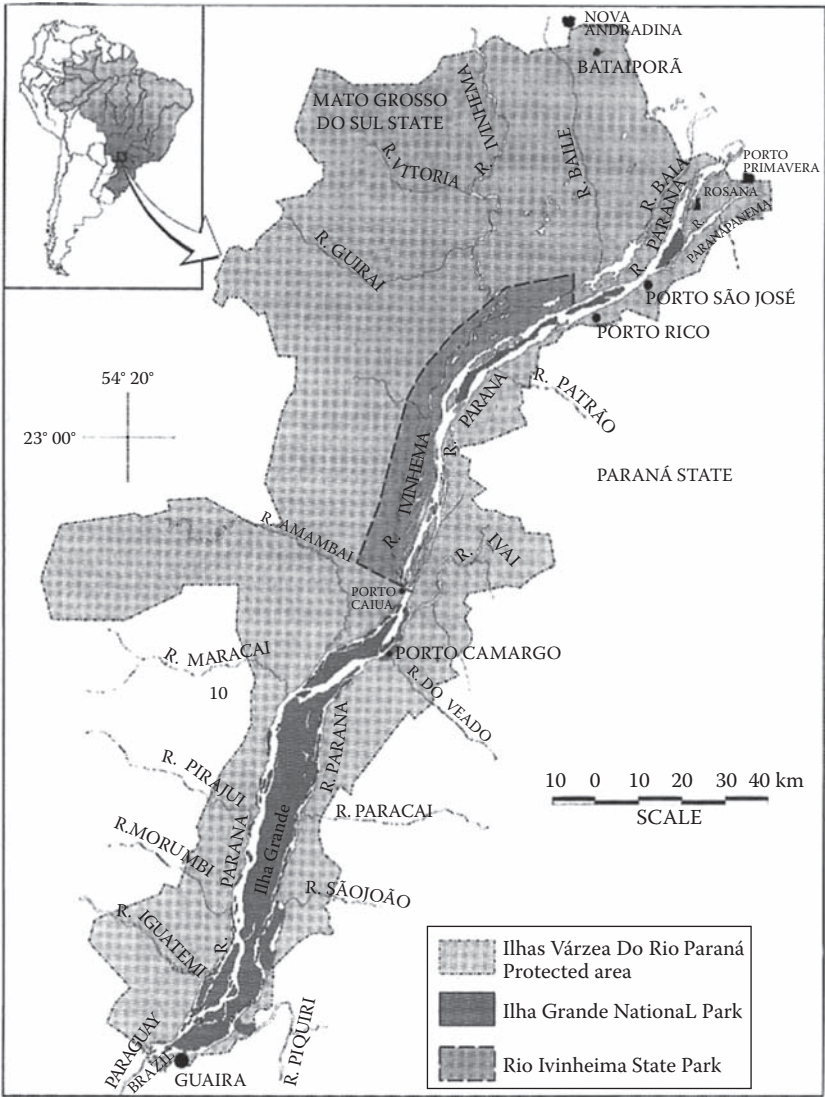 NOVA
ANDRADINA
BATAIPORÃ
MATO GROSSO
DO SUL STATE
R. IVINHEMA
R. VITORIA
R. BAILE
R. BAIA
R. PARANÁ
PORTO
PRIMAVERA
ROSANA
R.
PARANAPANEMA
R. GUIRAI
PORTO SÃO JOSÉ
PORTO RICO
54° 20°
23° 00°
R. PARANA
R. PATRÃO
R. IVINHEMA
PARANÁ STATE
R. AMAMBAI
R. IVAI
PORTO
CAIUA
R. MARACAI
10
PORTO CAMARGO
R. DO VEADO
R. PARANA
R. PIRAJUI
R. PARANA
Ilha Grande
R. PARACAI
10 0 10 20 30 40 km
SCALE
R.MORUMBI
R. SÃOJOÃO
R. IGUATEMI
PARAGUAY
BRAZIL
GUAIRA
R. PIQUIRI
Ilhas Várzea Do Rio Paraná
Protected area
Ilha Grande NationaL Park
Rio Ivinheima State Park